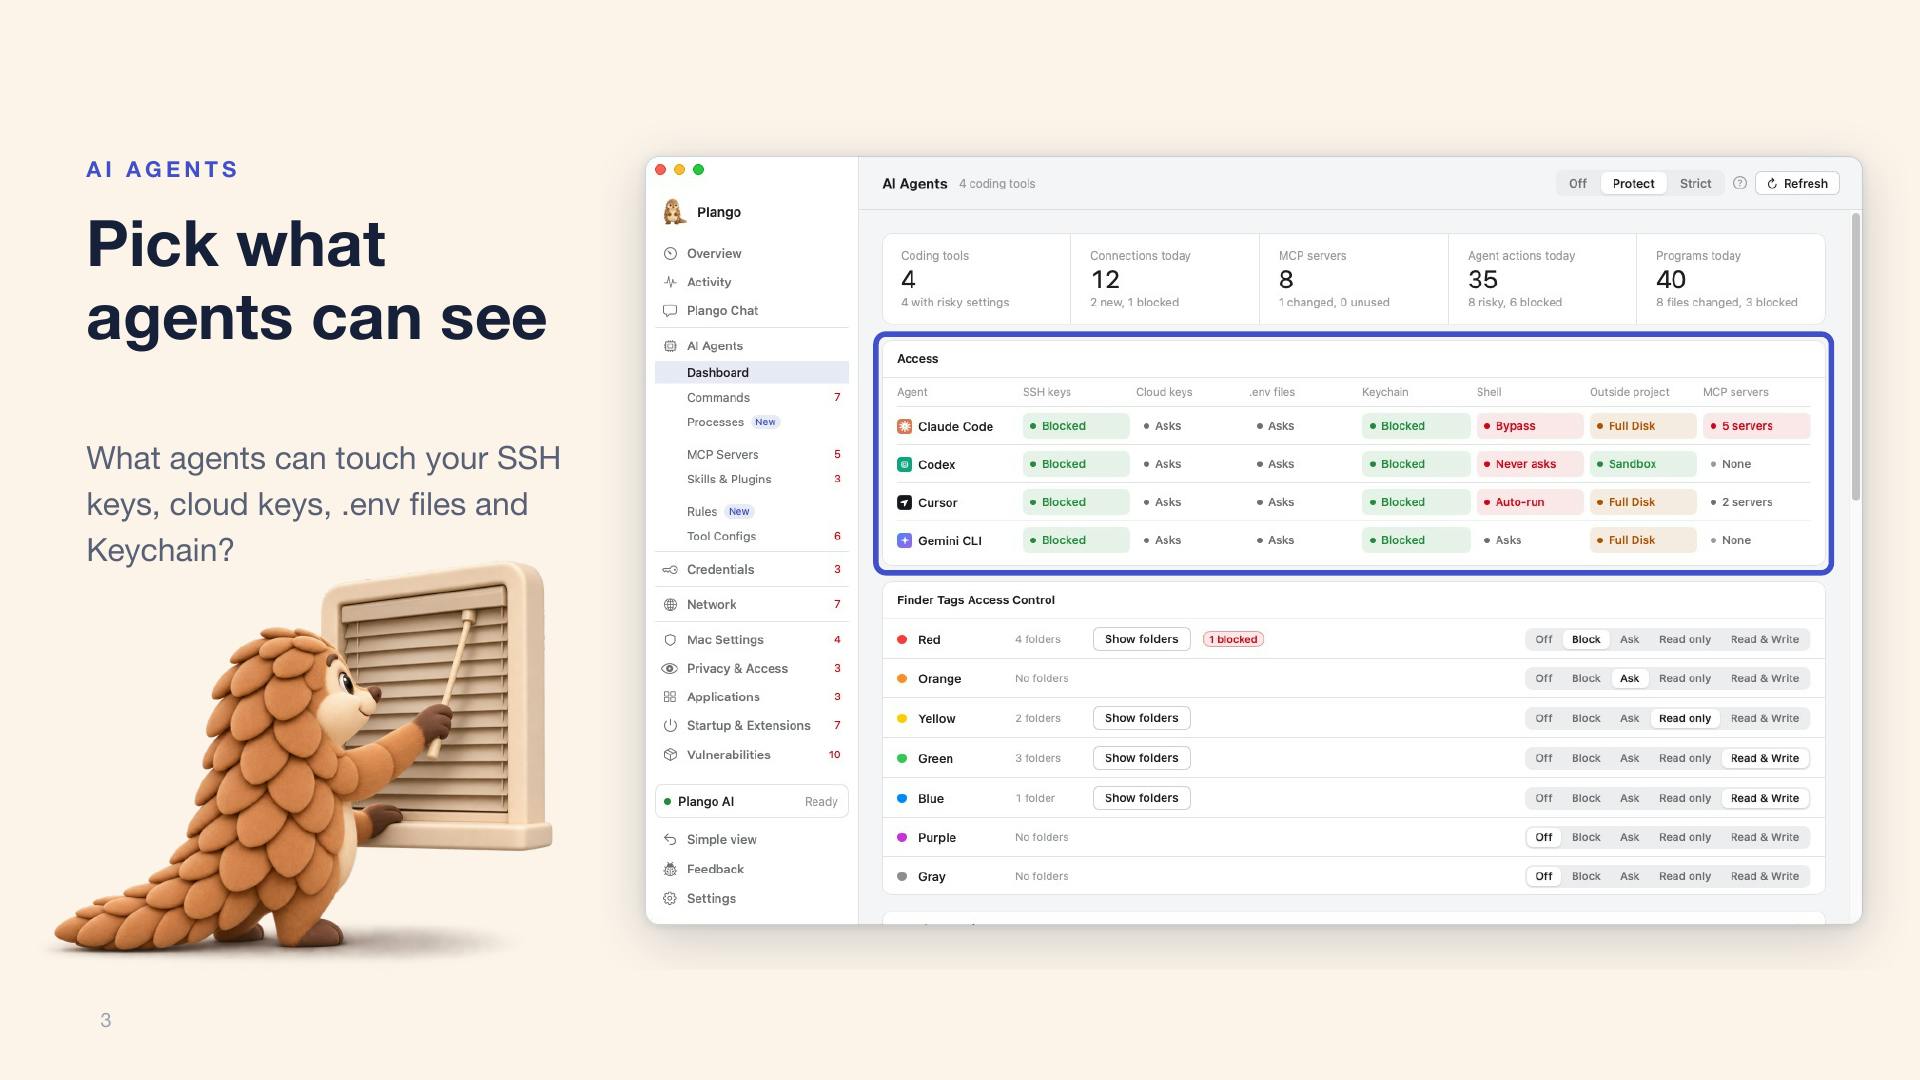 AI AGENTS
Pick what
agents can see
What agents can touch your SSH
keys, cloud keys, .env files and
Keychain?
3
Plango
Overview
Activity
Plango Chat
AI Agents
Dashboard
Commands 7
Processes New
MCP Servers 5
Skills & Plugins 3
Rules New
Tool Configs 6
Credentials 3
Network 7
Mac Settings 4
Privacy & Access 3
Applications 3
Startup & Extensions 7
Vulnerabilities 10
Plango AI Ready
Simple view
Feedback
Settings
AI Agents 4 coding tools Off Protect Strict ? Refresh
Coding tools Connections today MCP servers Agent actions today Programs today
4 12 8 35 40
4 with risky settings 2 new, 1 blocked 1 changed, 0 unused 8 risky, 6 blocked 8 files changed, 3 blocked
Access
Agent SSH keys Cloud keys .env files Keychain Shell Outside project MCP servers
Claude Code Blocked Asks Asks Blocked Bypass Full Disk 5 servers
Codex Blocked Asks Asks Blocked Never asks Sandbox None
Cursor Blocked Asks Asks Blocked Auto-run Full Disk 2 servers
Gemini CLI Blocked Asks Asks Blocked Asks Full Disk None
Finder Tags Access Control
Red 4 folders Show folders 1 blocked Off Block Ask Read only Read & Write
Orange No folders Off Block Ask Read only Read & Write
Yellow 2 folders Show folders Off Block Ask Read only Read & Write
Green 3 folders Show folders Off Block Ask Read only Read & Write
Blue 1 folder Show folders Off Block Ask Read only Read & Write
Purple No folders Off Block Ask Read only Read & Write
Gray No folders Off Block Ask Read only Read & Write